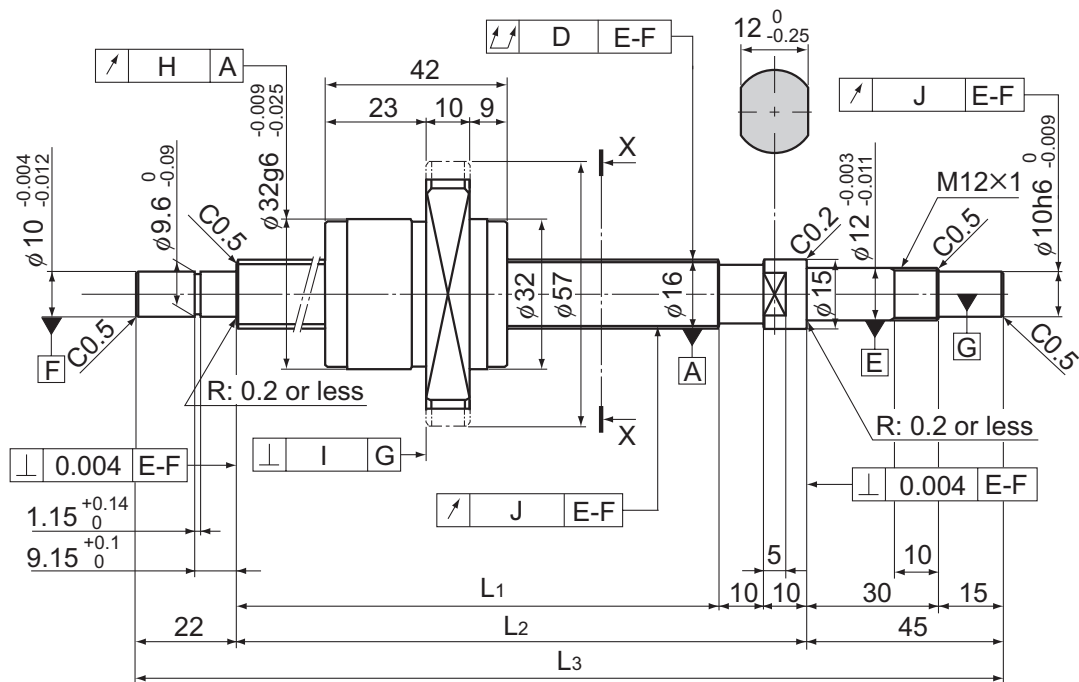 12 0 -0.25
D E-F
H A
42
J E-F
23 10 9
X
φ10 -0.004 -0.012
φ9.6 0 -0.09
φ32g6 -0.009 -0.025
C0.5
φ32
φ57
φ16
C0.2
φ15
φ12 -0.003 -0.011
M12×1
C0.5
φ10h6 0 -0.009
F
C0.5
A
E
G
C0.5
R: 0.2 or less
X
R: 0.2 or less
I G
0.004 E-F
0.004 E-F
J E-F
1.15 +0.14 0
9.15 +0.1 0
5
10
L1
10
10
30
15
22
L2
45
L3